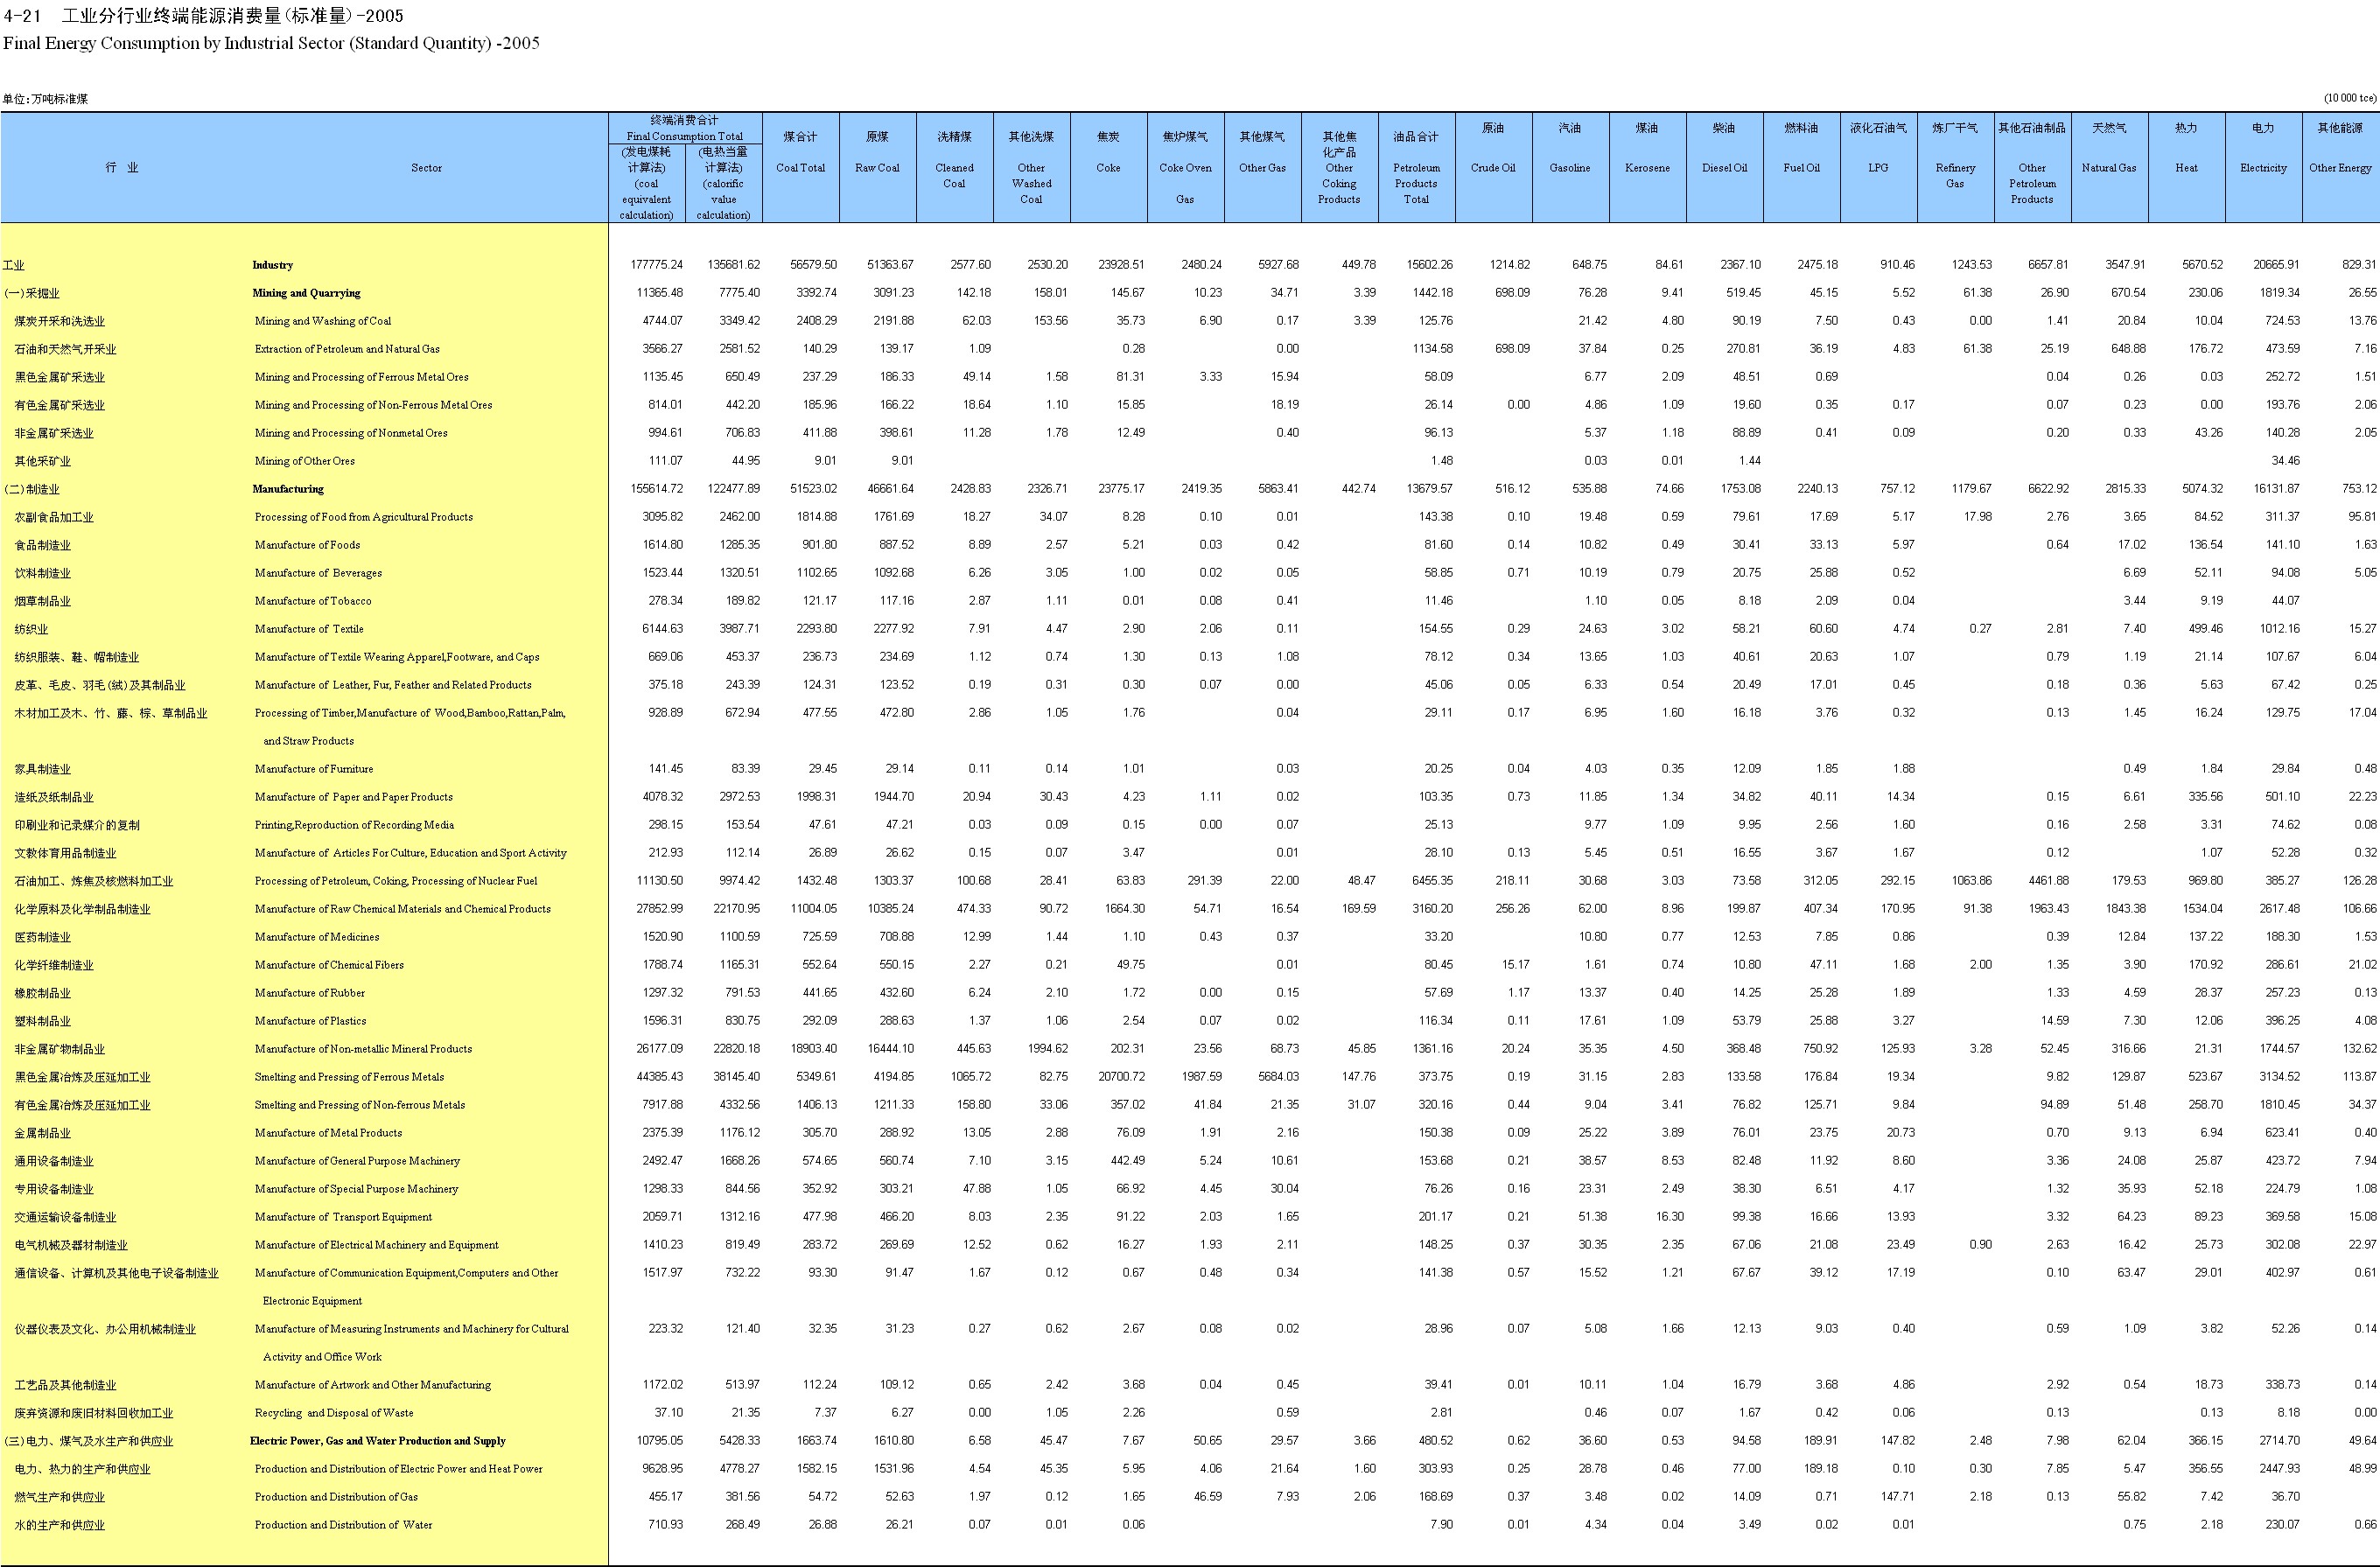 4-21 工业分行业终端能源消费量(标准量)-2005
Final Energy Consumption by Industrial Sector (Standard Quantity) -2005
单位:万吨标准煤 (10 000 tce)
终端消费合计
Final Consumption Total
(发电煤耗计算法) (coal equivalent calculation)
(电热当量计算法) (calorific value calculation)
行 业 Sector 煤合计 Coal Total 原煤 Raw Coal 洗精煤 Cleaned Coal 其他洗煤 Other Washed Coal 焦炭 Coke 焦炉煤气 Coke Oven Gas 其他煤气 Other Gas 其他焦化产品 Other Coking Products 油品合计 Petroleum Products Total 原油 Crude Oil 汽油 Gasoline 煤油 Kerosene 柴油 Diesel Oil 燃料油 Fuel Oil 液化石油气 LPG 炼厂干气 Refinery Gas 其他石油制品 Other Petroleum Products 天然气 Natural Gas 热力 Heat 电力 Electricity 其他能源 Other Energy
工业 Industry 177775.24 135681.62 56579.50 51363.67 2577.60 2530.20 23928.51 2480.24 5927.68 449.78 15602.26 1214.82 648.75 84.61 2367.10 2475.18 910.46 1243.53 6657.81 3547.91 5670.52 20665.91 829.31
(一)采掘业 Mining and Quarrying 11365.48 7775.40 3392.74 3091.23 142.18 158.01 145.67 10.23 34.71 3.39 1442.18 698.09 76.28 9.41 519.45 45.15 5.52 61.38 26.90 670.54 230.06 1819.34 26.55
煤炭开采和洗选业 Mining and Washing of Coal 4744.07 3349.42 2408.29 2191.88 62.03 153.56 35.73 6.90 0.17 3.39 125.76 21.42 4.80 90.19 7.50 0.43 0.00 1.41 20.84 10.04 724.53 13.76
石油和天然气开采业 Extraction of Petroleum and Natural Gas 3566.27 2581.52 140.29 139.17 1.09 0.28 0.00 1134.58 698.09 37.84 0.25 270.81 36.19 4.83 61.38 25.19 648.88 176.72 473.59 7.16
黑色金属矿采选业 Mining and Processing of Ferrous Metal Ores 1135.45 650.49 237.29 186.33 49.14 1.58 81.31 3.33 15.94 58.09 6.77 2.09 48.51 0.69 0.04 0.26 0.03 252.72 1.51
有色金属矿采选业 Mining and Processing of Non-Ferrous Metal Ores 814.01 442.20 185.96 166.22 18.64 1.10 15.85 18.19 26.14 0.00 4.86 1.09 19.60 0.35 0.17 0.07 0.23 0.00 193.76 2.06
非金属矿采选业 Mining and Processing of Nonmetal Ores 994.61 706.83 411.88 398.61 11.28 1.78 12.49 0.40 96.13 5.37 1.18 88.89 0.41 0.09 0.20 0.33 43.26 140.28 2.05
其他采矿业 Mining of Other Ores 111.07 44.95 9.01 9.01 1.48 0.03 0.01 1.44 34.46
(二)制造业 Manufacturing 155614.72 122477.89 51523.02 46661.64 2428.83 2326.71 23775.17 2419.35 5863.41 442.74 13679.57 516.12 535.88 74.66 1753.08 2240.13 757.12 1179.67 6622.92 2815.33 5074.32 16131.87 753.12
农副食品加工业 Processing of Food from Agricultural Products 3095.82 2462.00 1814.88 1761.69 18.27 34.07 8.28 0.10 0.01 143.38 0.10 19.48 0.59 79.61 17.69 5.17 17.98 2.76 3.65 84.52 311.37 95.81
食品制造业 Manufacture of Foods 1614.80 1285.35 901.80 887.52 8.89 2.57 5.21 0.03 0.42 81.60 0.14 10.82 0.49 30.41 33.13 5.97 0.64 17.02 136.54 141.10 1.63
饮料制造业 Manufacture of Beverages 1523.44 1320.51 1102.65 1092.68 6.26 3.05 1.00 0.02 0.05 58.85 0.71 10.19 0.79 20.75 25.88 0.52 6.69 52.11 94.08 5.05
烟草制品业 Manufacture of Tobacco 278.34 189.82 121.17 117.16 2.87 1.11 0.01 0.08 0.41 11.46 1.10 0.05 8.18 2.09 0.04 3.44 9.19 44.07
纺织业 Manufacture of Textile 6144.63 3987.71 2293.80 2277.92 7.91 4.47 2.90 2.06 0.11 154.55 0.29 24.63 3.02 58.21 60.60 4.74 0.27 2.81 7.40 499.46 1012.16 15.27
纺织服装、鞋、帽制造业 Manufacture of Textile Wearing Apparel,Footware, and Caps 669.06 453.37 236.73 234.69 1.12 0.74 1.30 0.13 1.08 78.12 0.34 13.65 1.03 40.61 20.63 1.07 0.79 1.19 21.14 107.67 6.04
皮革、毛皮、羽毛(绒)及其制品业 Manufacture of Leather, Fur, Feather and Related Products 375.18 243.39 124.31 123.52 0.19 0.31 0.30 0.07 0.00 45.06 0.05 6.33 0.54 20.49 17.01 0.45 0.18 0.36 5.63 67.42 0.25
木材加工及木、竹、藤、棕、草制品业 Processing of Timber,Manufacture of Wood,Bamboo,Rattan,Palm, 928.89 672.94 477.55 472.80 2.86 1.05 1.76 0.04 29.11 0.17 6.95 1.60 16.18 3.76 0.32 0.13 1.45 16.24 129.75 17.04
and Straw Products
家具制造业 Manufacture of Furniture 141.45 83.39 29.45 29.14 0.11 0.14 1.01 0.03 20.25 0.04 4.03 0.35 12.09 1.85 1.88 0.49 1.84 29.84 0.48
造纸及纸制品业 Manufacture of Paper and Paper Products 4078.32 2972.53 1998.31 1944.70 20.94 30.43 4.23 1.11 0.02 103.35 0.73 11.85 1.34 34.82 40.11 14.34 0.15 6.61 335.56 501.10 22.23
印刷业和记录媒介的复制 Printing,Reproduction of Recording Media 298.15 153.54 47.61 47.21 0.03 0.09 0.15 0.00 0.07 25.13 9.77 1.09 9.95 2.56 1.60 0.16 2.58 3.31 74.62 0.08
文教体育用品制造业 Manufacture of Articles For Culture, Education and Sport Activity 212.93 112.14 26.89 26.62 0.15 0.07 3.47 0.01 28.10 0.13 5.45 0.51 16.55 3.67 1.67 0.12 1.07 52.28 0.32
石油加工、炼焦及核燃料加工业 Processing of Petroleum, Coking, Processing of Nuclear Fuel 11130.50 9974.42 1432.48 1303.37 100.68 28.41 63.83 291.39 22.00 48.47 6455.35 218.11 30.68 3.03 73.58 312.05 292.15 1063.86 4461.88 179.53 969.80 385.27 126.28
化学原料及化学制品制造业 Manufacture of Raw Chemical Materials and Chemical Products 27852.99 22170.95 11004.05 10385.24 474.33 90.72 1664.30 54.71 16.54 169.59 3160.20 256.26 62.00 8.96 199.87 407.34 170.95 91.38 1963.43 1843.38 1534.04 2617.48 106.66
医药制造业 Manufacture of Medicines 1520.90 1100.59 725.59 708.88 12.99 1.44 1.10 0.43 0.37 33.20 10.80 0.77 12.53 7.85 0.86 0.39 12.84 137.22 188.30 1.53
化学纤维制造业 Manufacture of Chemical Fibers 1788.74 1165.31 552.64 550.15 2.27 0.21 49.75 0.01 80.45 15.17 1.61 0.74 10.80 47.11 1.68 2.00 1.35 3.90 170.92 286.61 21.02
橡胶制品业 Manufacture of Rubber 1297.32 791.53 441.65 432.60 6.24 2.10 1.72 0.00 0.15 57.69 1.17 13.37 0.40 14.25 25.28 1.89 1.33 4.59 28.37 257.23 0.13
塑料制品业 Manufacture of Plastics 1596.31 830.75 292.09 288.63 1.37 1.06 2.54 0.07 0.02 116.34 0.11 17.61 1.09 53.79 25.88 3.27 14.59 7.30 12.06 396.25 4.08
非金属矿物制品业 Manufacture of Non-metallic Mineral Products 26177.09 22820.18 18903.40 16444.10 445.63 1994.62 202.31 23.56 68.73 45.85 1361.16 20.24 35.35 4.50 368.48 750.92 125.93 3.28 52.45 316.66 21.31 1744.57 132.62
黑色金属冶炼及压延加工业 Smelting and Pressing of Ferrous Metals 44385.43 38145.40 5349.61 4194.85 1065.72 82.75 20700.72 1987.59 5684.03 147.76 373.75 0.19 31.15 2.83 133.58 176.84 19.34 9.82 129.87 523.67 3134.52 113.87
有色金属冶炼及压延加工业 Smelting and Pressing of Non-ferrous Metals 7917.88 4332.56 1406.13 1211.33 158.80 33.06 357.02 41.84 21.35 31.07 320.16 0.44 9.04 3.41 76.82 125.71 9.84 94.89 51.48 258.70 1810.45 34.37
金属制品业 Manufacture of Metal Products 2375.39 1176.12 305.70 288.92 13.05 2.88 76.09 1.91 2.16 150.38 0.09 25.22 3.89 76.01 23.75 20.73 0.70 9.13 6.94 623.41 0.40
通用设备制造业 Manufacture of General Purpose Machinery 2492.47 1668.26 574.65 560.74 7.10 3.15 442.49 5.24 10.61 153.68 0.21 38.57 8.53 82.48 11.92 8.60 3.36 24.08 25.87 423.72 7.94
专用设备制造业 Manufacture of Special Purpose Machinery 1298.33 844.56 352.92 303.21 47.88 1.05 66.92 4.45 30.04 76.26 0.16 23.31 2.49 38.30 6.51 4.17 1.32 35.93 52.18 224.79 1.08
交通运输设备制造业 Manufacture of Transport Equipment 2059.71 1312.16 477.98 466.20 8.03 2.35 91.22 2.03 1.65 201.17 0.21 51.38 16.30 99.38 16.66 13.93 3.32 64.23 89.23 369.58 15.08
电气机械及器材制造业 Manufacture of Electrical Machinery and Equipment 1410.23 819.49 283.72 269.69 12.52 0.62 16.27 1.93 2.11 148.25 0.37 30.35 2.35 67.06 21.08 23.49 0.90 2.63 16.42 25.73 302.08 22.97
通信设备、计算机及其他电子设备制造业 Manufacture of Communication Equipment,Computers and Other 1517.97 732.22 93.30 91.47 1.67 0.12 0.67 0.48 0.34 141.38 0.57 15.52 1.21 67.67 39.12 17.19 0.10 63.47 29.01 402.97 0.61
Electronic Equipment
仪器仪表及文化、办公用机械制造业 Manufacture of Measuring Instruments and Machinery for Cultural 223.32 121.40 32.35 31.23 0.27 0.62 2.67 0.08 0.02 28.96 0.07 5.08 1.66 12.13 9.03 0.40 0.59 1.09 3.82 52.26 0.14
Activity and Office Work
工艺品及其他制造业 Manufacture of Artwork and Other Manufacturing 1172.02 513.97 112.24 109.12 0.65 2.42 3.68 0.04 0.45 39.41 0.01 10.11 1.04 16.79 3.68 4.86 2.92 0.54 18.73 338.73 0.14
废弃资源和废旧材料回收加工业 Recycling and Disposal of Waste 37.10 21.35 7.37 6.27 0.00 1.05 2.26 0.59 2.81 0.46 0.07 1.67 0.42 0.06 0.13 0.13 8.18 0.00
(三)电力、煤气及水生产和供应业 Electric Power, Gas and Water Production and Supply 10795.05 5428.33 1663.74 1610.80 6.58 45.47 7.67 50.65 29.57 3.66 480.52 0.62 36.60 0.53 94.58 189.91 147.82 2.48 7.98 62.04 366.15 2714.70 49.64
电力、热力的生产和供应业 Production and Distribution of Electric Power and Heat Power 9628.95 4778.27 1582.15 1531.96 4.54 45.35 5.95 4.06 21.64 1.60 303.93 0.25 28.78 0.46 77.00 189.18 0.10 0.30 7.85 5.47 356.55 2447.93 48.99
燃气生产和供应业 Production and Distribution of Gas 455.17 381.56 54.72 52.63 1.97 0.12 1.65 46.59 7.93 2.06 168.69 0.37 3.48 0.02 14.09 0.71 147.71 2.18 0.13 55.82 7.42 36.70
水的生产和供应业 Production and Distribution of Water 710.93 268.49 26.88 26.21 0.07 0.01 0.06 7.90 0.01 4.34 0.04 3.49 0.02 0.01 0.75 2.18 230.07 0.66